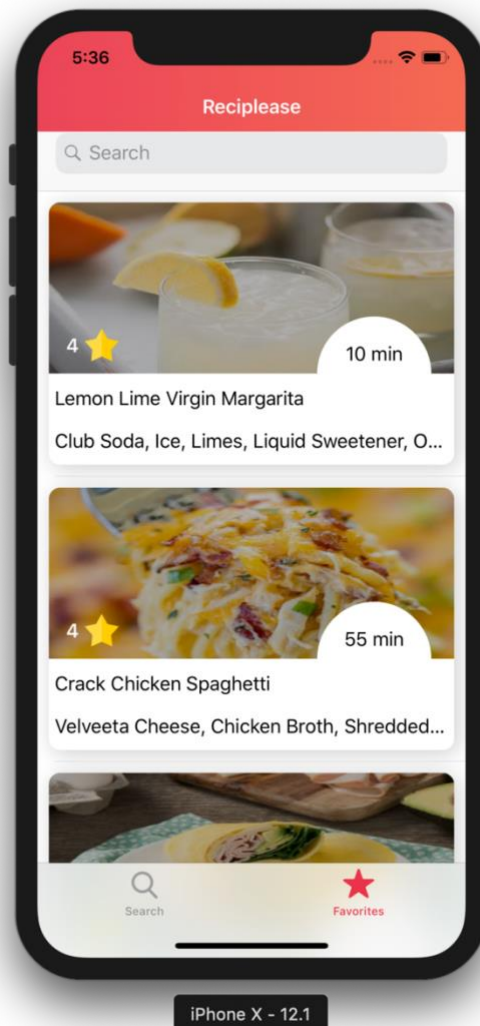 5:36
Reciplease
Search
4
10 min
Lemon Lime Virgin Margarita
Club Soda, Ice, Limes, Liquid Sweetener, O...
4
55 min
Crack Chicken Spaghetti
Velveeta Cheese, Chicken Broth, Shredded...
Search
Favorites
iPhone X - 12.1